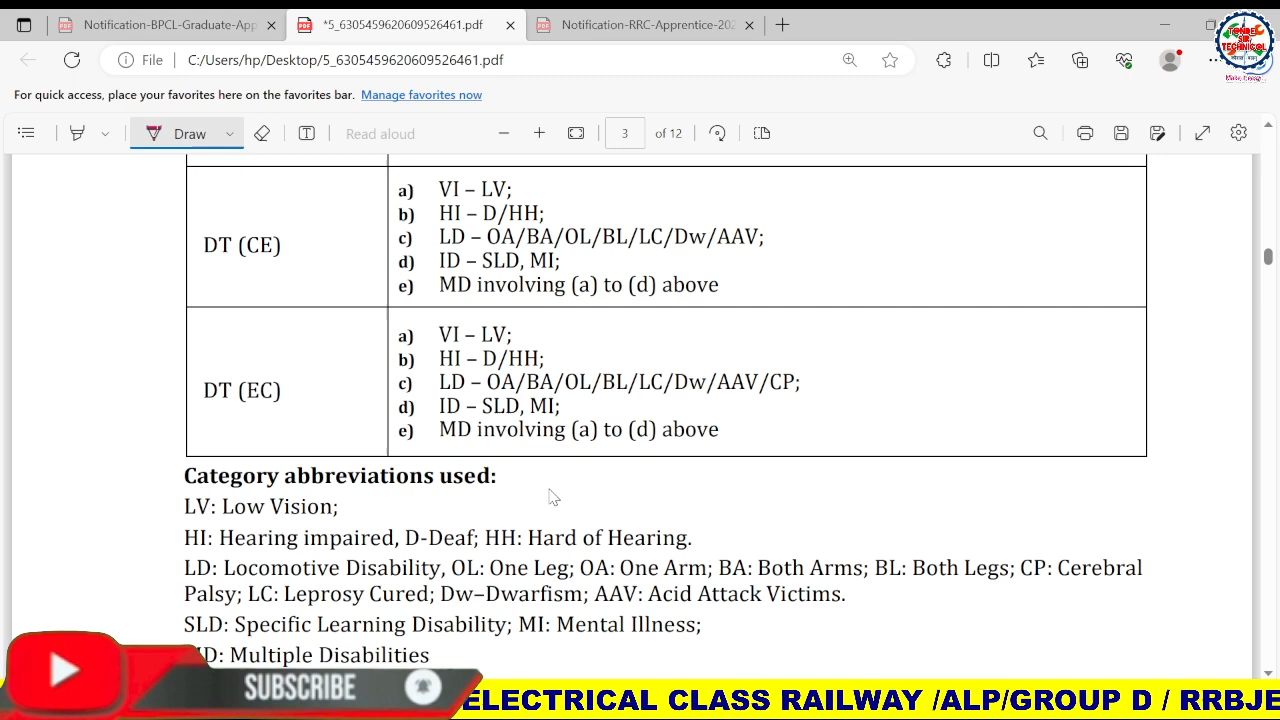 Notification-BPCL-Graduate-App
*5_6305459620609526461.pdf
Notification-RRC-Apprentice-202
File
C:/Users/hp/Desktop/5_6305459620609526461.pdf
For quick access, place your favorites here on the favorites bar. Manage favorites now
Draw
Read aloud
3 of 12
DT (CE)
a) VI – LV;
b) HI – D/HH;
c) LD – OA/BA/OL/BL/LC/Dw/AAV;
d) ID – SLD, MI;
e) MD involving (a) to (d) above
DT (EC)
a) VI – LV;
b) HI – D/HH;
c) LD – OA/BA/OL/BL/LC/Dw/AAV/CP;
d) ID – SLD, MI;
e) MD involving (a) to (d) above
Category abbreviations used:
LV: Low Vision;
HI: Hearing impaired, D-Deaf; HH: Hard of Hearing.
LD: Locomotive Disability, OL: One Leg; OA: One Arm; BA: Both Arms; BL: Both Legs; CP: Cerebral
Palsy; LC: Leprosy Cured; Dw–Dwarfism; AAV: Acid Attack Victims.
SLD: Specific Learning Disability; MI: Mental Illness;
D: Multiple Disabilities
SUBSCRIBE
ELECTRICAL CLASS RAILWAY /ALP/GROUP D / RRBJE
TONDE
SIR
TECHNICOL